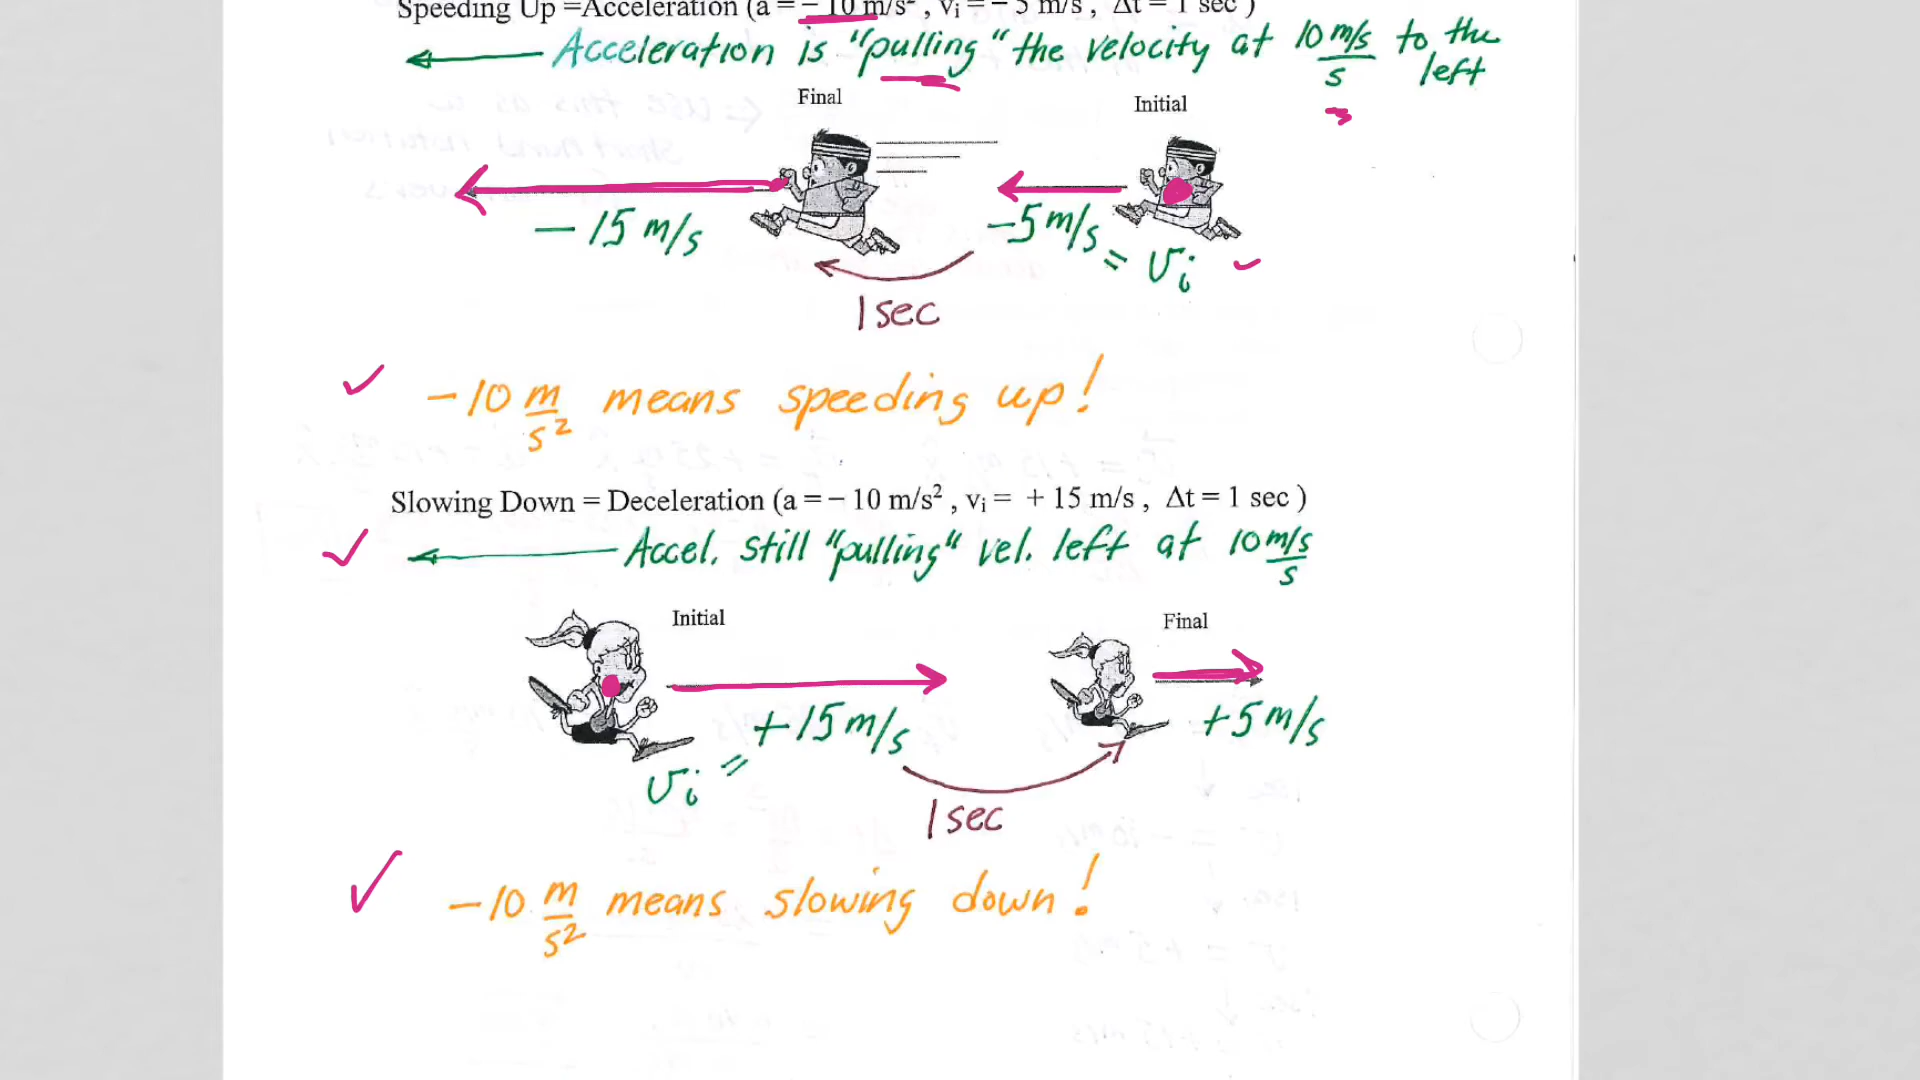 Speeding Up =Acceleration (a = − 10 m/s² , vi = − 5 m/s , Δt = 1 sec )
Acceleration is "pulling" the velocity at 10 m/s/s to the left
Final Initial
− 15 m/s
−5 m/s = vi
1 sec
−10 m/s² means speeding up!
Slowing Down = Deceleration (a = − 10 m/s² , vi = + 15 m/s , Δt = 1 sec )
Accel. still "pulling" vel. left at 10 m/s/s
Initial Final
vi = +15 m/s
+5 m/s
1 sec
−10 m/s² means slowing down!